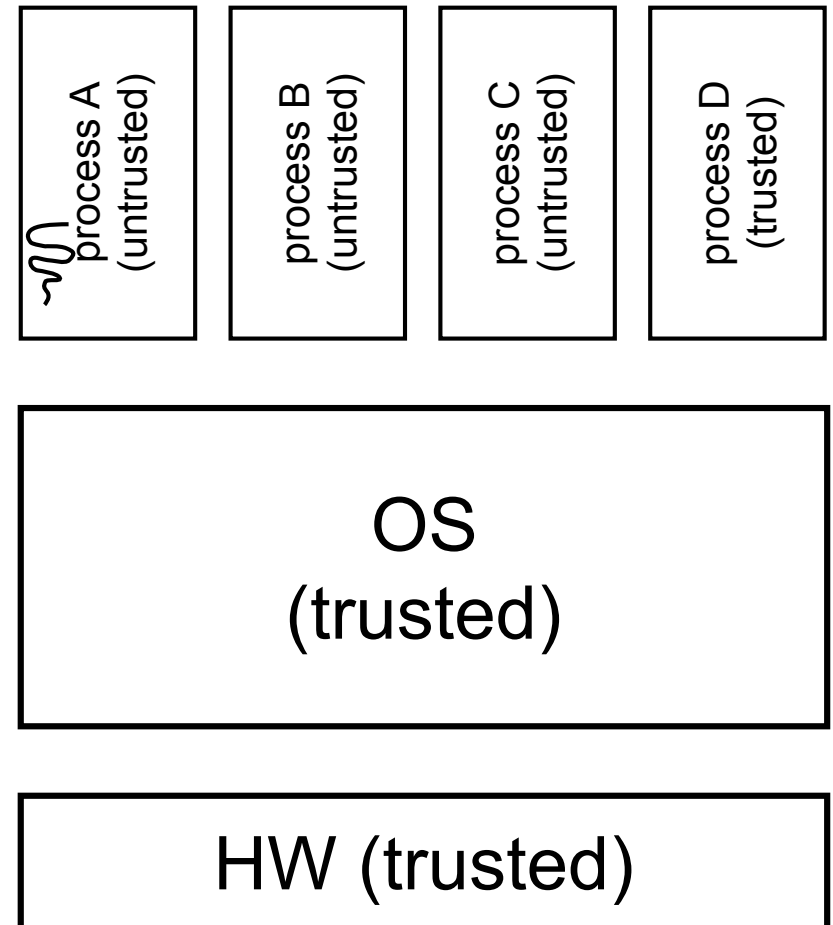 process A
(untrusted)
process B
(untrusted)
process C
(untrusted)
process D
(trusted)
OS
(trusted)
HW (trusted)